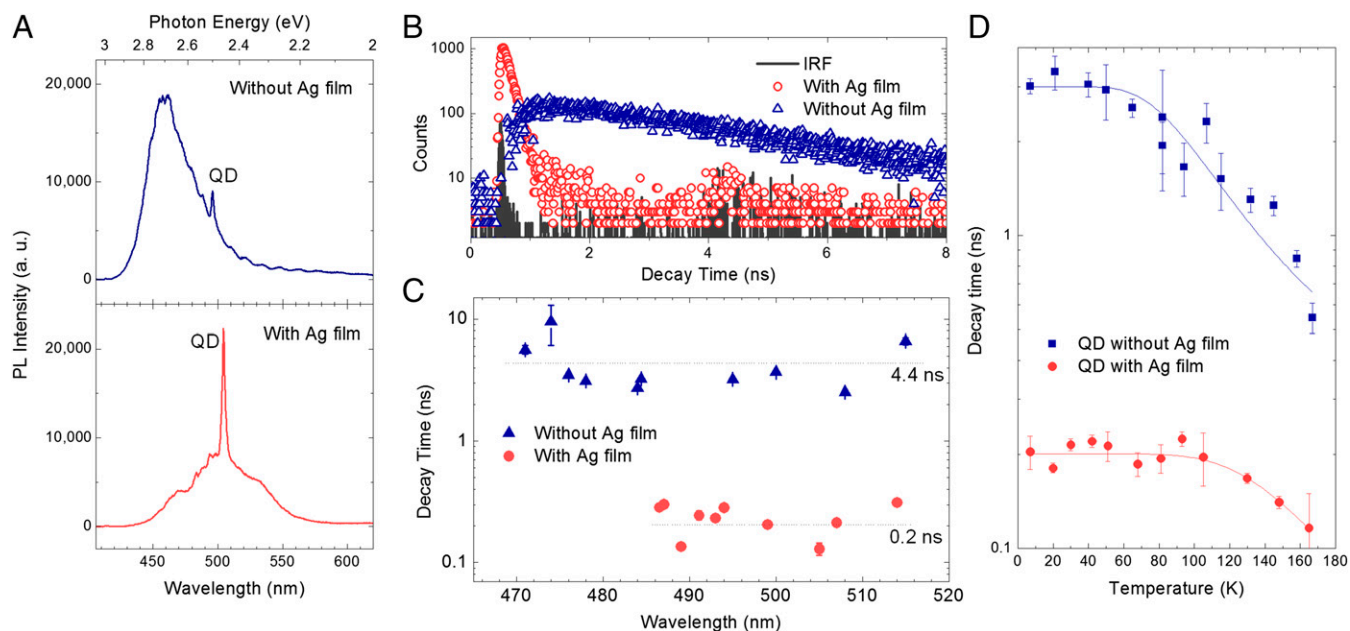 A
Photon Energy (eV)
3 2.8 2.6 2.4 2.2 2
20,000
Without Ag film
10,000
QD
0
With Ag film
20,000
QD
10,000
0
PL Intensity (a. u.)
450 500 550 600
Wavelength (nm)
B
1000
100
10
Counts
IRF
With Ag film
Without Ag film
0 2 4 6 8
Decay Time (ns)
C
10
1
0.1
Decay Time (ns)
4.4 ns
Without Ag film
With Ag film
0.2 ns
470 480 490 500 510 520
Wavelength (nm)
D
1
0.1
Decay time (ns)
QD without Ag film
QD with Ag film
0 20 40 60 80 100 120 140 160 180
Temperature (K)